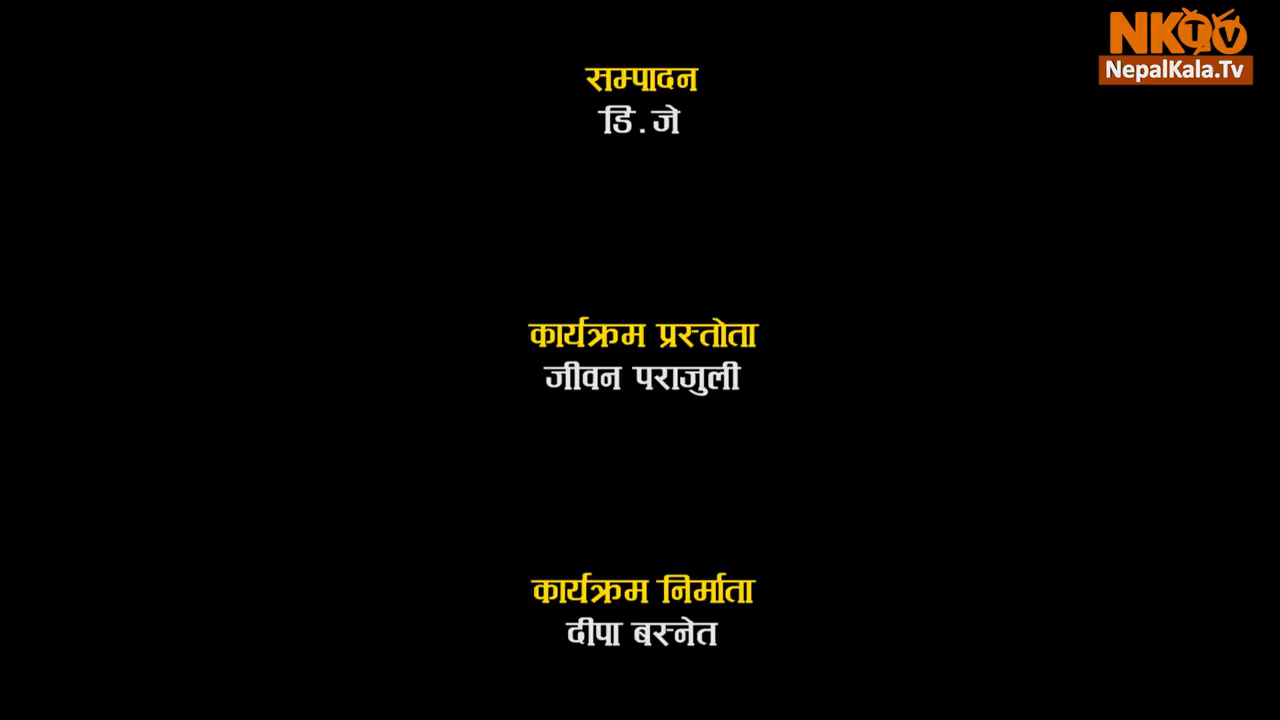 NKTV
NepalKala.Tv
सम्पादन
डि.जे
कार्यक्रम प्रस्तोता
जीवन पराजुली
कार्यक्रम निर्माता
दीपा बस्नेत